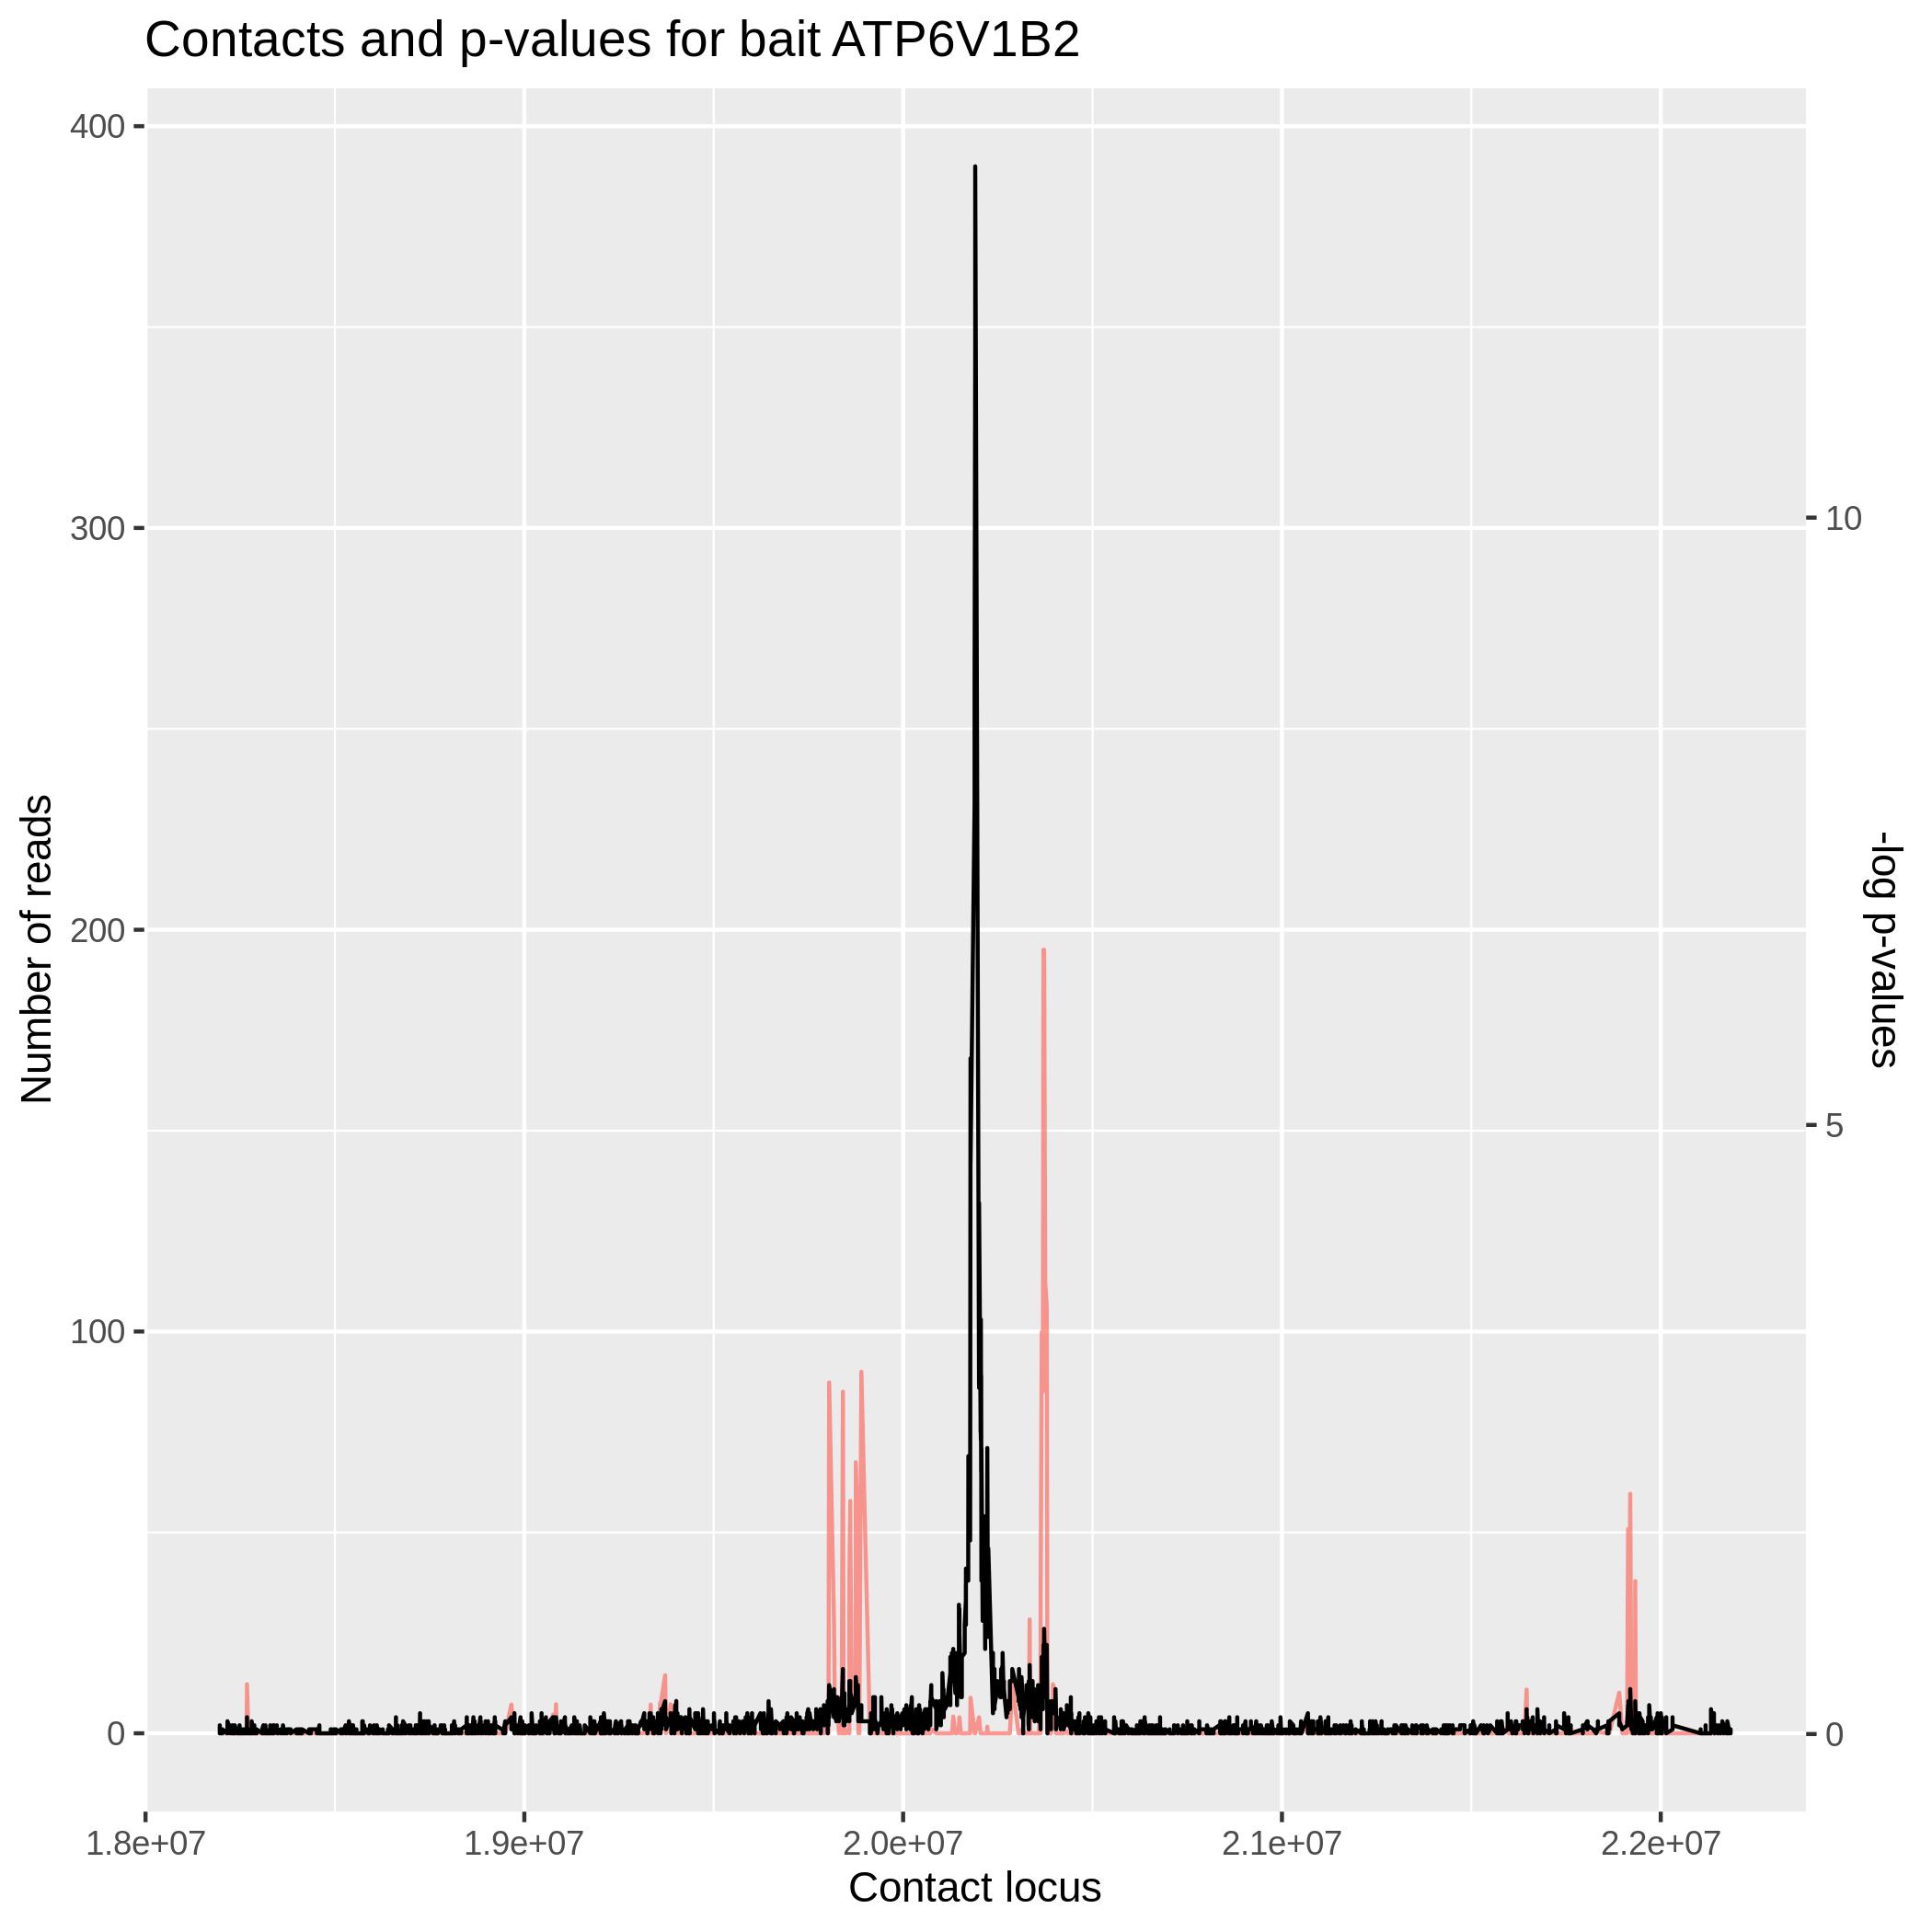 Contacts and p-values for bait ATP6V1B2
400
300
200
100
0
Number of reads
10
5
0
-log p-values
1.8e+07
1.9e+07
2.0e+07
2.1e+07
2.2e+07
Contact locus